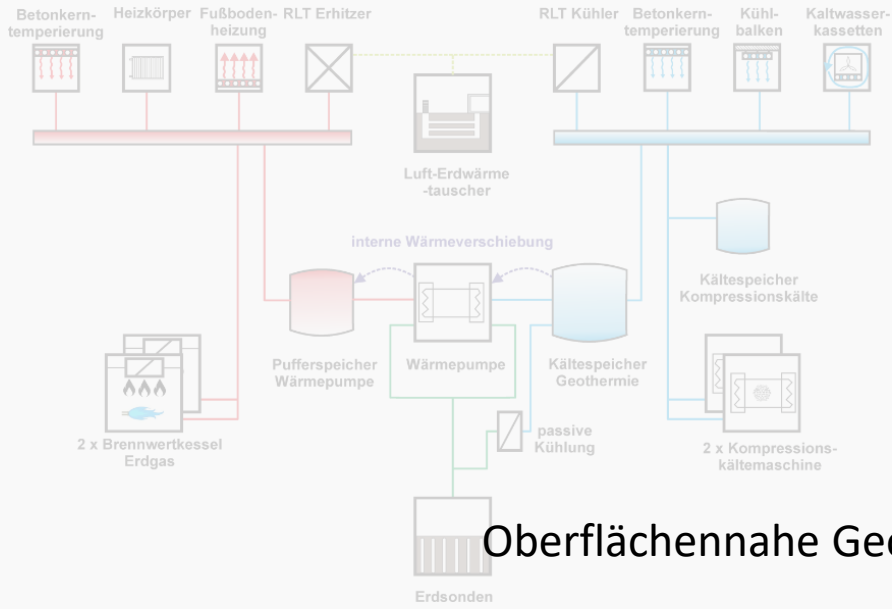 Betonkern-
temperierung
Heizkörper
Fußboden-
heizung
RLT Erhitzer
RLT Kühler
Betonkern-
temperierung
Kühl-
balken
Kaltwasser-
kassetten
Luft-Erdwärme
-tauscher
interne Wärmeverschiebung
Kältespeicher
Kompressionskälte
Pufferspeicher
Wärmepumpe
Wärmepumpe
Kältespeicher
Geothermie
2 x Brennwertkessel
Erdgas
passive
Kühlung
2 x Kompressions-
kältemaschine
Oberflächennahe Geo
Erdsonden